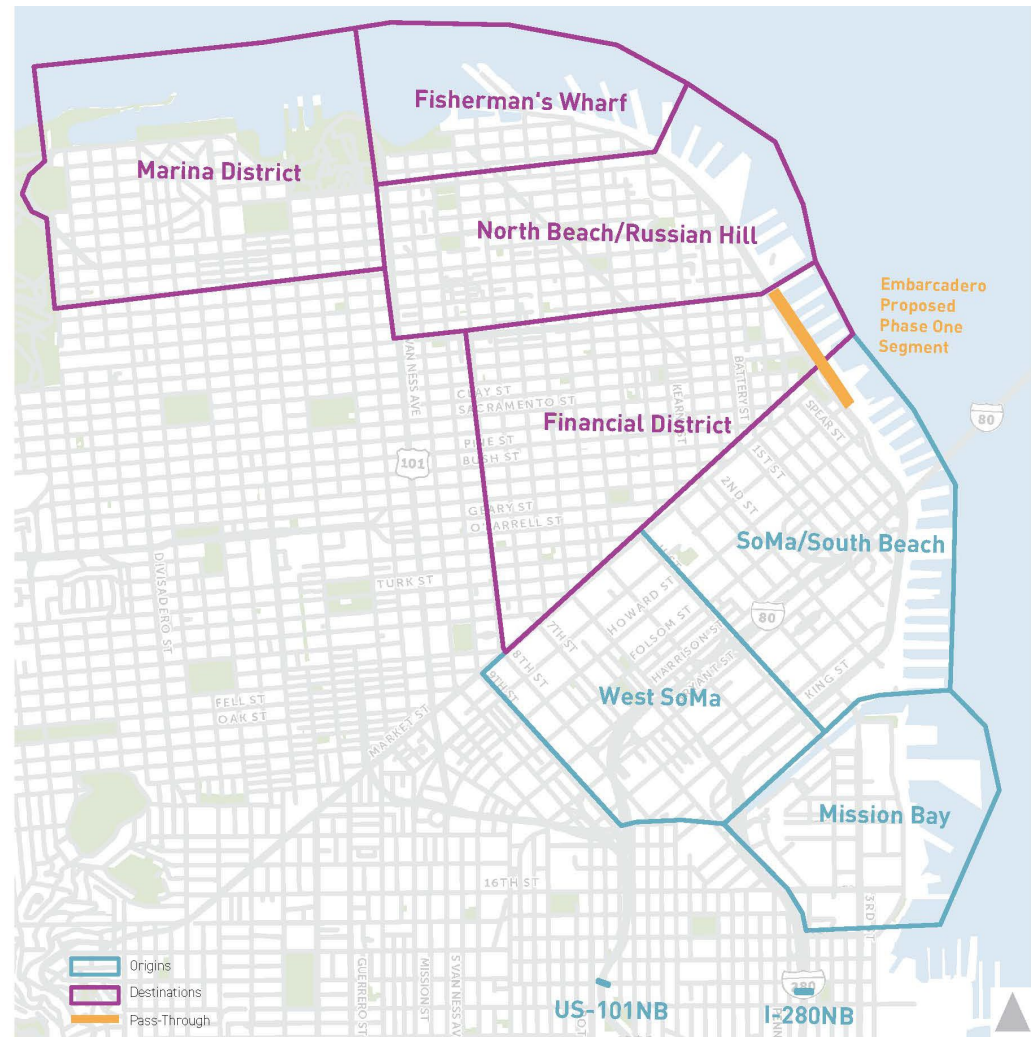 Fisherman's Wharf
Marina District
North Beach/Russian Hill
Embarcadero
Proposed
Phase One
Segment
VAN NESS AVE
CLAY ST
SACRAMENTO ST
KEARNY ST
BATTERY ST
SPEAR ST
80
Financial District
PINE ST
BUSH ST
101
1ST ST
2ND ST
GEARY ST
O'FARRELL ST
SoMa/South Beach
DIVISADERO ST
TURK ST
HOWARD ST
FOLSOM ST
HARRISON ST
BRYANT ST
80
7TH ST
8TH ST
9TH ST
KING ST
West SoMa
FELL ST
OAK ST
MARKET ST
Mission Bay
16TH ST
3RD ST
GUERRERO ST
MISSION ST
S VAN NESS AVE
Origins
Destinations
Pass-Through
US-101NB
280
I-280NB